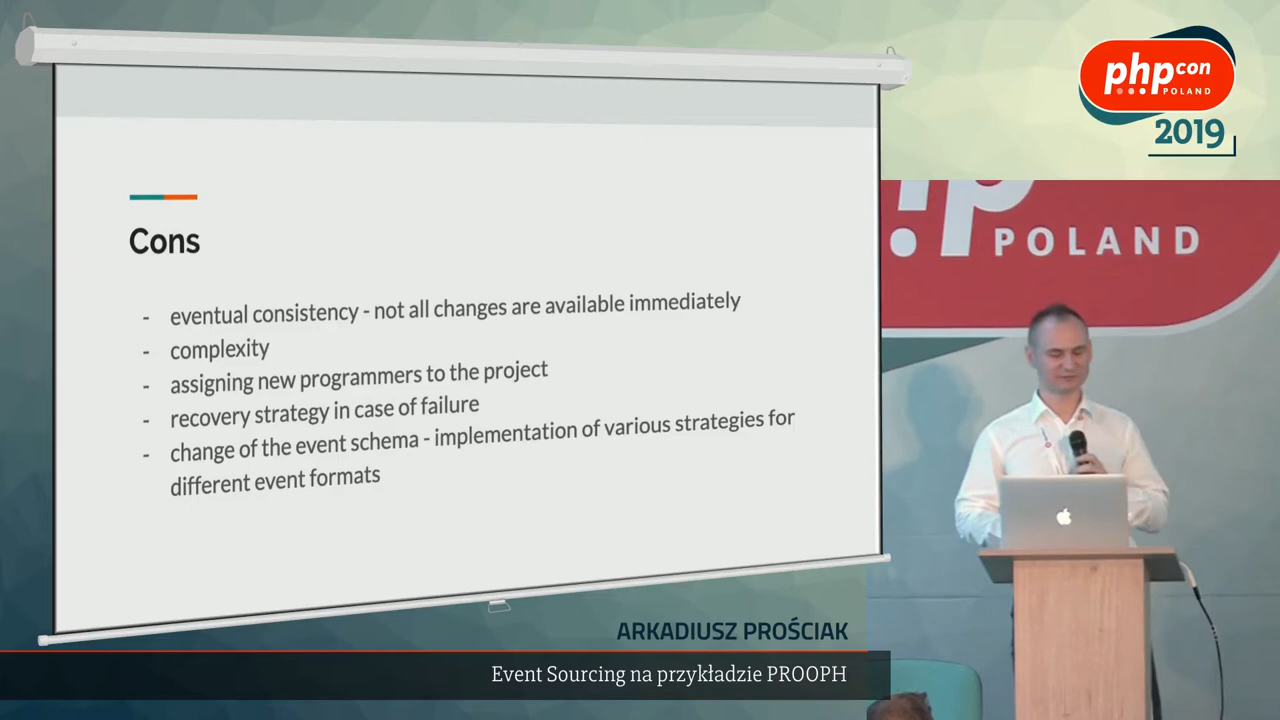 phpcon
POLAND
2019
POLAND
Cons
- eventual consistency - not all changes are available immediately
- complexity
- assigning new programmers to the project
- recovery strategy in case of failure
- change of the event schema - implementation of various strategies for
different event formats
ARKADIUSZ PROŚCIAK
Event Sourcing na przykładzie PROOPH